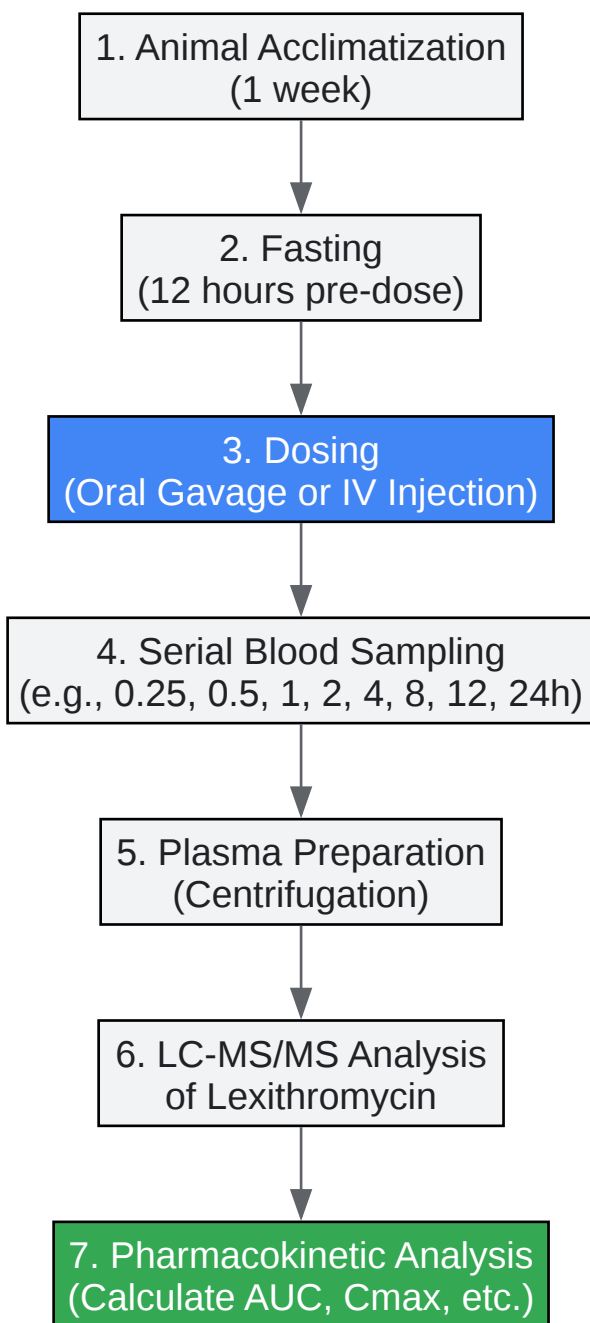 1. Animal Acclimatization
(1 week)
2. Fasting
(12 hours pre-dose)
3. Dosing
(Oral Gavage or IV Injection)
4. Serial Blood Sampling
(e.g., 0.25, 0.5, 1, 2, 4, 8, 12, 24h)
5. Plasma Preparation
(Centrifugation)
6. LC-MS/MS Analysis
of Lexithromycin
7. Pharmacokinetic Analysis
(Calculate AUC, Cmax, etc.)